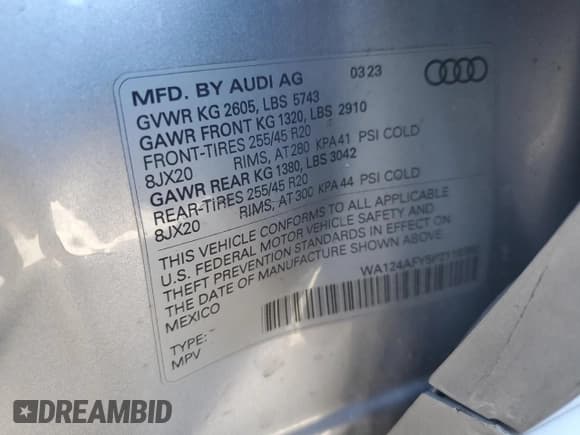 MFD. BY AUDI AG 03 23
GVWR KG 2605, LBS 5743
GAWR FRONT KG 1320, LBS 2910
FRONT-TIRES 255/45 R20
8JX20 RIMS, AT 280 KPA 41 PSI COLD
GAWR REAR KG 1380, LBS 3042
REAR-TIRES 255/45 R20
8JX20 RIMS, AT 300 KPA 44 PSI COLD
THIS VEHICLE CONFORMS TO ALL APPLICABLE
U.S. FEDERAL MOTOR VEHICLE SAFETY AND
THEFT PREVENTION STANDARDS IN EFFECT ON
THE DATE OF MANUFACTURE SHOWN ABOVE.
MEXICO
TYPE: -
MPV
DREAMBID